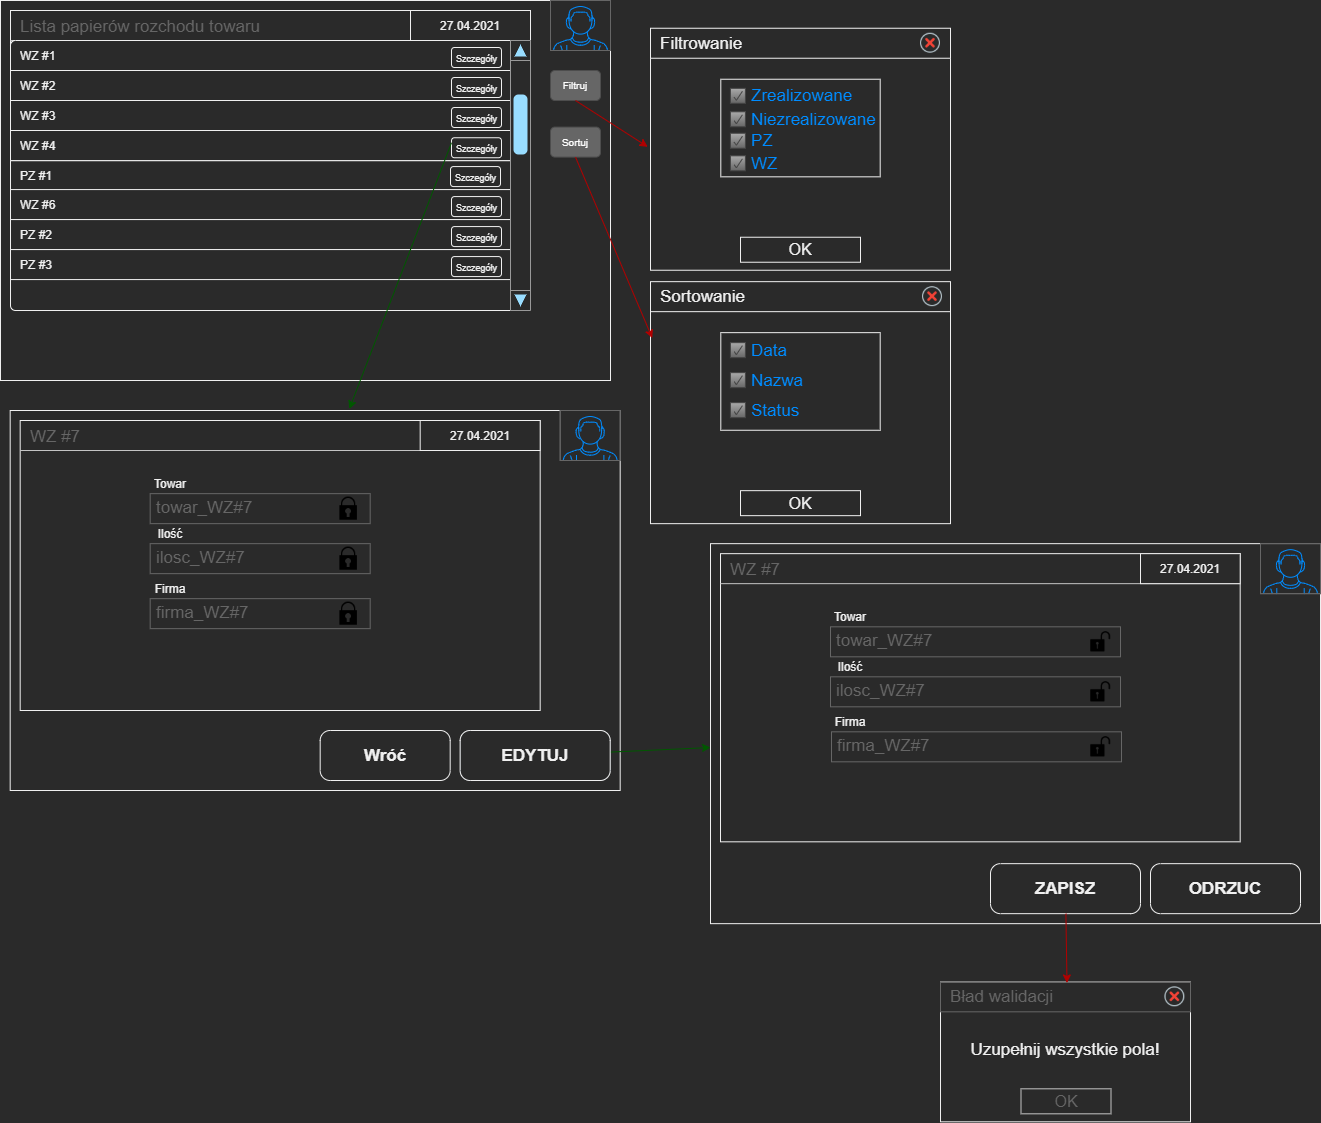 Lista papierów rozchodu towaru
27.04.2021
WZ #1
Szczegóły
WZ #2
Szczegóły
WZ #3
Szczegóły
WZ #4
Szczegóły
PZ #1
Szczegóły
WZ #6
Szczegóły
PZ #2
Szczegóły
PZ #3
Szczegóły
Filtruj
Sortuj
Filtrowanie
Zrealizowane
Niezrealizowane
PZ
WZ
OK
Sortowanie
Data
Nazwa
Status
OK
WZ #7
27.04.2021
Towar
towar_WZ#7
Ilość
ilosc_WZ#7
Firma
firma_WZ#7
Wróć
EDYTUJ
WZ #7
27.04.2021
Towar
towar_WZ#7
Ilość
ilosc_WZ#7
Firma
firma_WZ#7
ZAPISZ
ODRZUC
Bład walidacji
Uzupełnij wszystkie pola!
OK